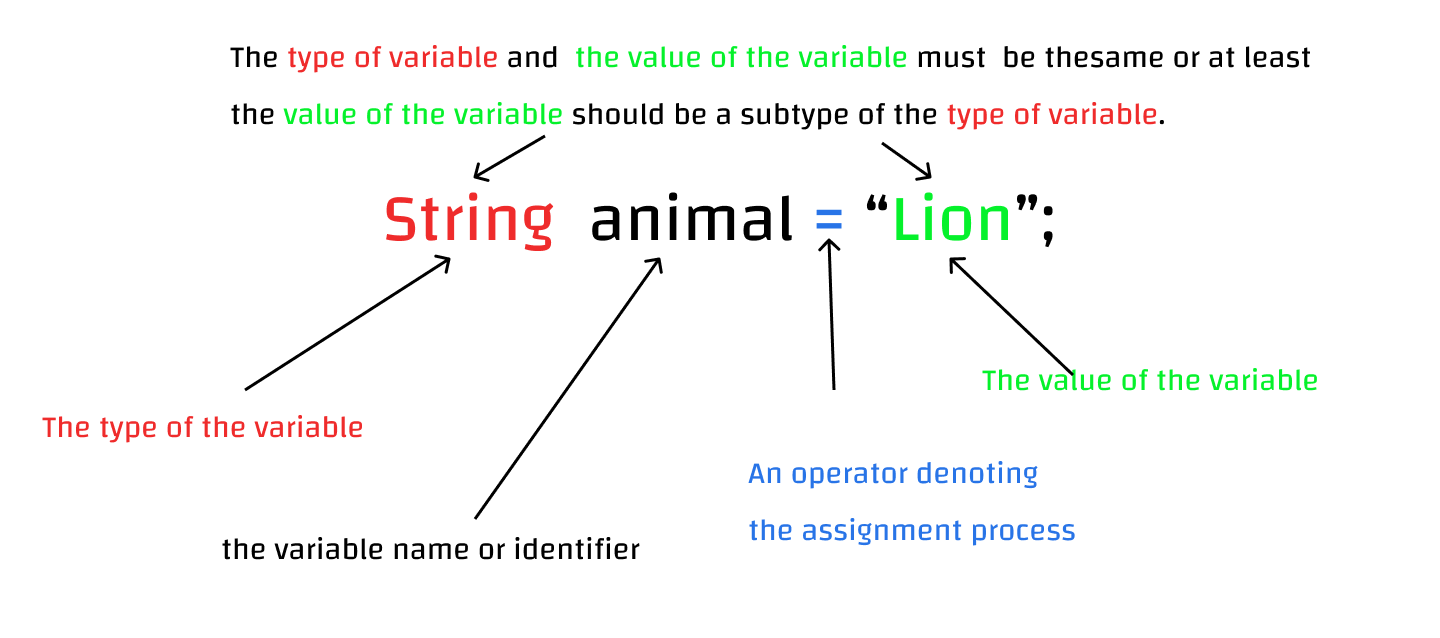 The type of variable and the value of the variable must be thesame or at least
the value of the variable should be a subtype of the type of variable.
String animal = “Lion”;
The value of the variable
The type of the variable
An operator denoting
the assignment process
the variable name or identifier